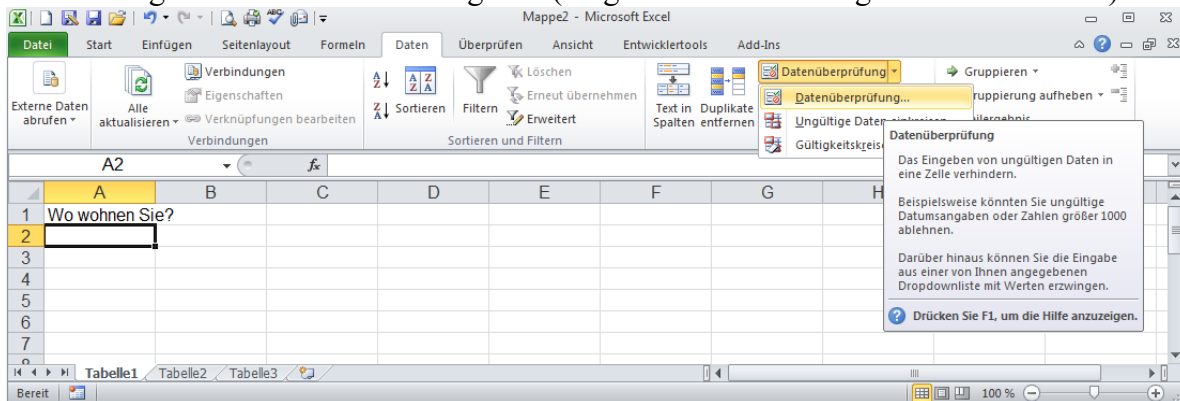 Mappe2 - Microsoft Excel
Datei Start Einfügen Seitenlayout Formeln Daten Überprüfen Ansicht Entwicklertools Add-Ins
Externe Daten abrufen
Alle aktualisieren
Verbindungen
Eigenschaften
Verknüpfungen bearbeiten
Verbindungen
Sortieren
Filtern
Löschen
Erneut übernehmen
Erweitert
Sortieren und Filtern
Text in Spalten
Duplikate entfernen
Datenüberprüfung
Datenüberprüfung...
Ungültige Daten einkreisen
Gruppieren
Gruppierung aufheben
Datenüberprüfung
Das Eingeben von ungültigen Daten in
eine Zelle verhindern.
Beispielsweise könnten Sie ungültige
Datumsangaben oder Zahlen größer 1000
ablehnen.
Darüber hinaus können Sie die Eingabe
aus einer von Ihnen angegebenen
Dropdownliste mit Werten erzwingen.
Drücken Sie F1, um die Hilfe anzuzeigen.
A2 fx
A B C D E F G H
1 Wo wohnen Sie?
2
3
4
5
6
7
Tabelle1 Tabelle2 Tabelle3
Bereit 100 %